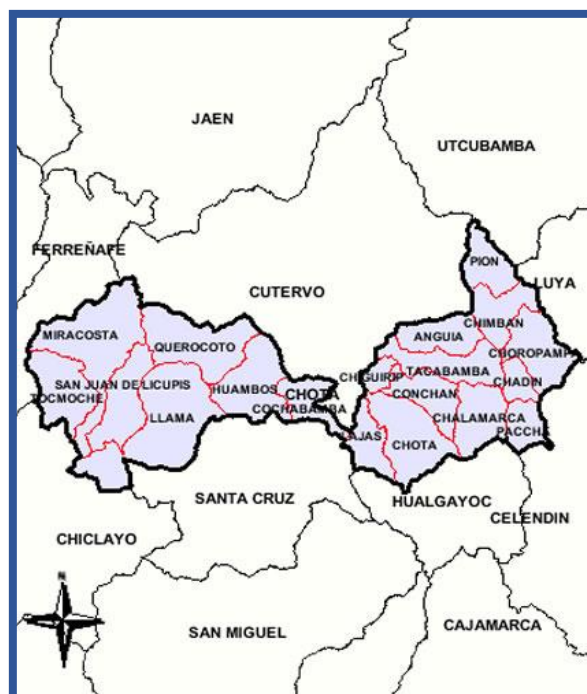 JAEN
UTCUBAMBA
FERREÑAFE
PION
LUYA
CUTERVO
CHIMBAN
MIRACOSTA
ANGUIA
QUEROCOTO
CHOROPAMPA
CHIGUIRIP
TACABAMBA
SAN JUAN DE LICUPIS
HUAMBOS
CHOTA
CONCHAN
CHADIN
TOCMOCHE
COCHABAMBA
LLAMA
CHALAMARCA
LAJAS
CHOTA
PACCHA
SANTA CRUZ
HUALGAYOC
CELENDIN
CHICLAYO
N
SAN MIGUEL
CAJAMARCA